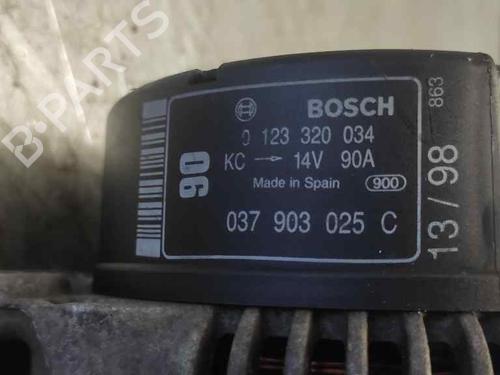 BOSCH
0 123 320 034
KC → 14V 90A
Made in Spain 900
037 903 025 C
90
13 / 98
863
B-PARTS